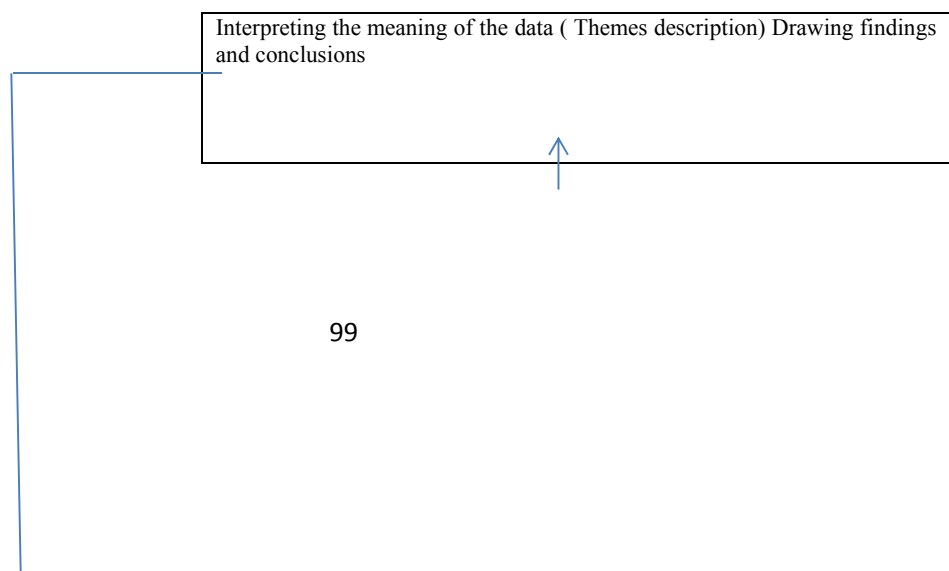 Interpreting the meaning of the data ( Themes description) Drawing findings
and conclusions
99